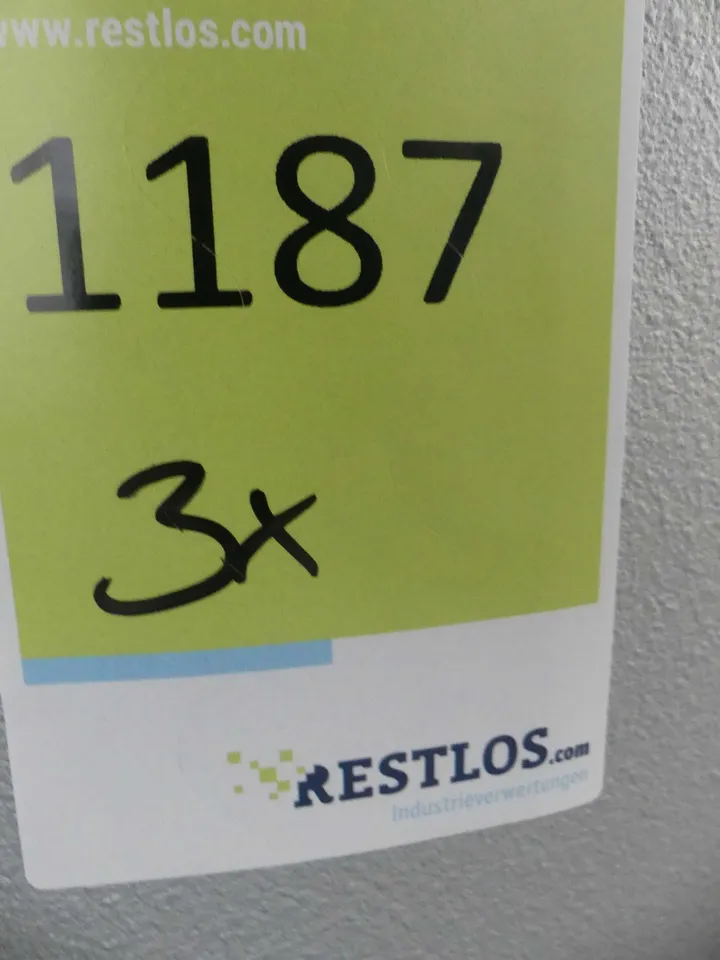 www.restlos.com
1187
3x
RESTLOS.com
Industrieverwertungen